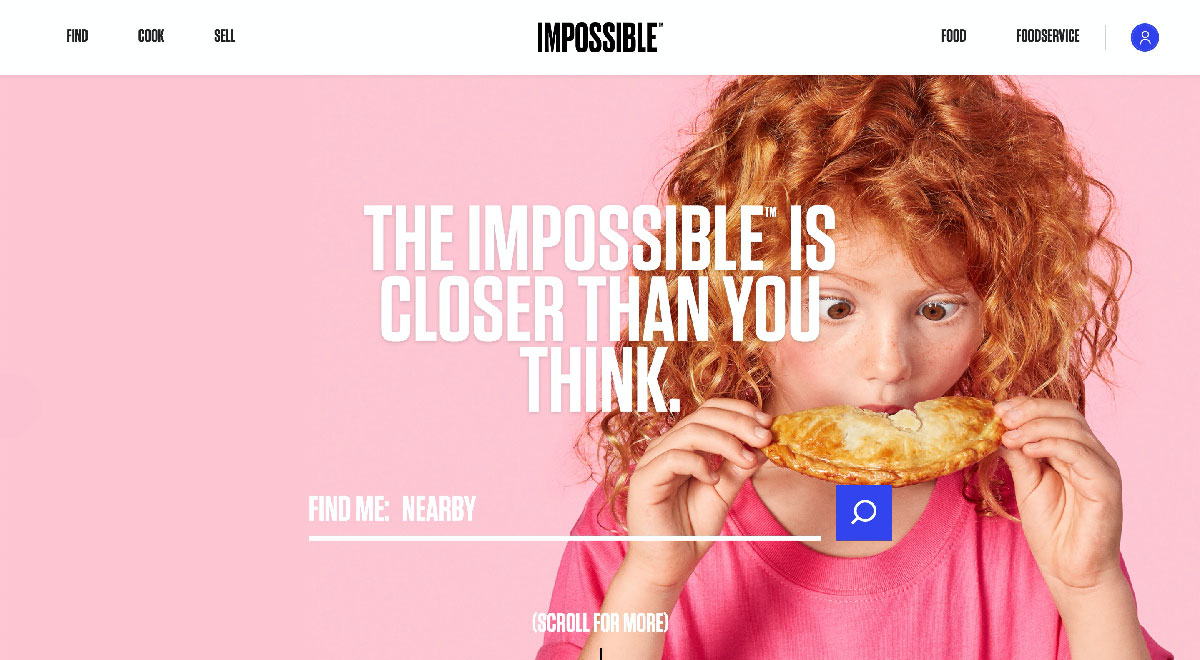 FIND
COOK
SELL
IMPOSSIBLE™
FOOD
FOODSERVICE
THE IMPOSSIBLE™ IS
CLOSER THAN YOU
THINK.
FIND ME: NEARBY
(SCROLL FOR MORE)